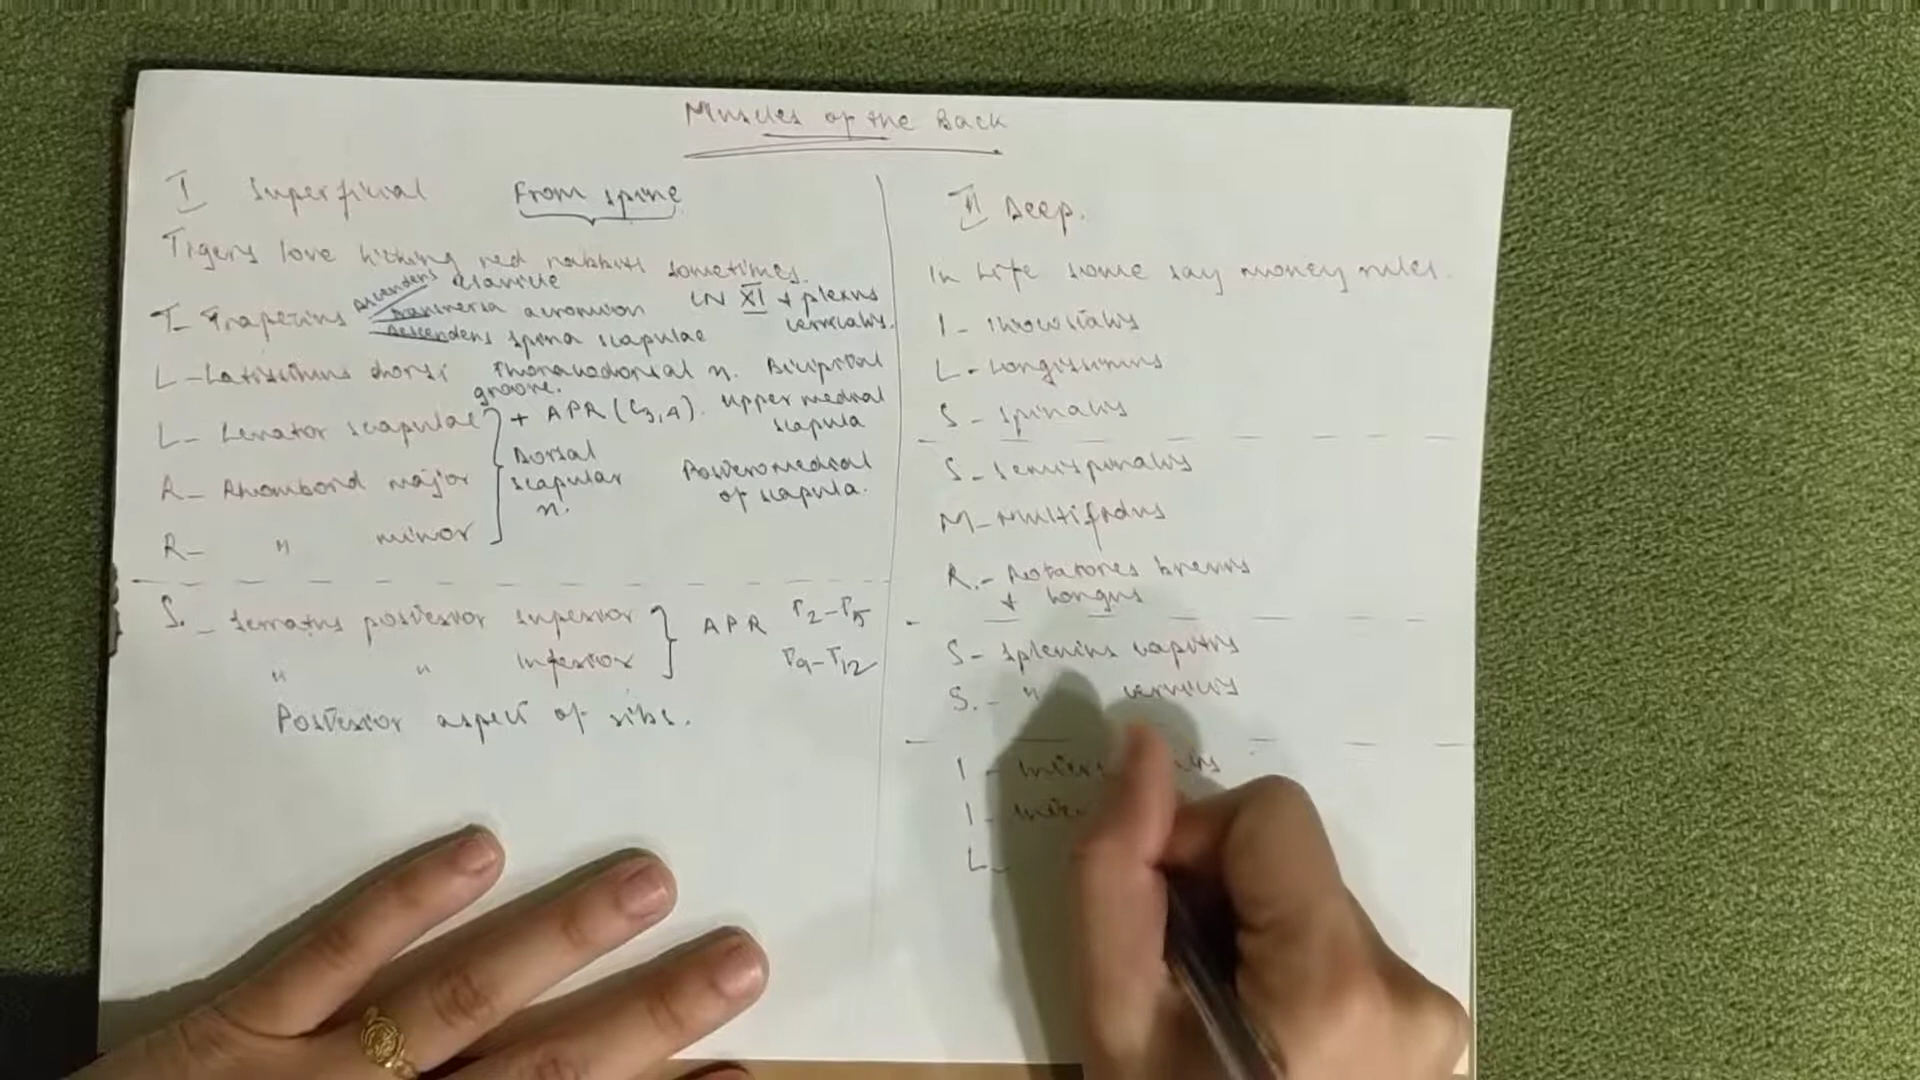 Muscles of the Back
I Superficial From spine
Tigers love kicking red rabbits sometimes.
T- Trapezius Ascendens clavicle
Transversa acromion
Descendens spina scapulae
CN XI + plexus
cervicalis.
L- Latissimus dorsi Thoracodorsal n. Bicipital
groove.
L- Levator scapulae + APR (C3,4). Upper medial
scapula
R- Rhomboid major
R- " minor
Dorsal
scapular
n.
Posteromedial
of scapula.
S.- Serratus posterior superior APR T2-T5
" " Inferior T9-T12
Posterior aspect of ribs.
II Deep.
In life some say money rules.
I- Iliocostalis
L- Longissimus
S- Spinalis
S- Semispinalis
M- Multifidus
R.- Rotatores brevis
+ longus
S- Splenius capitis
S.- " cervicis
I-
I-
L-